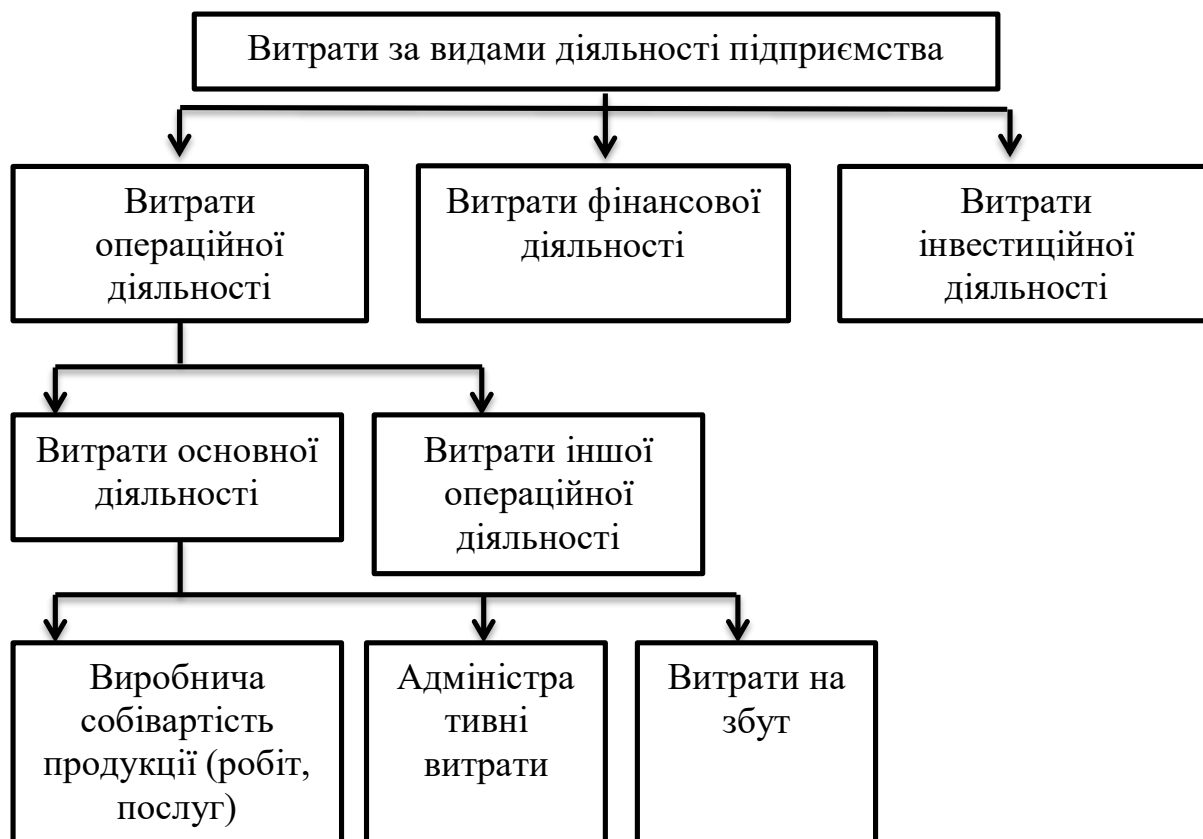 Витрати за видами діяльності підприємства
Витрати
операційної
діяльності
Витрати фінансової
діяльності
Витрати
інвестиційної
діяльності
Витрати основної
діяльності
Витрати іншої
операційної
діяльності
Виробнича
собівартість
продукції (робіт,
послуг)
Адміністра
тивні
витрати
Витрати на
збут